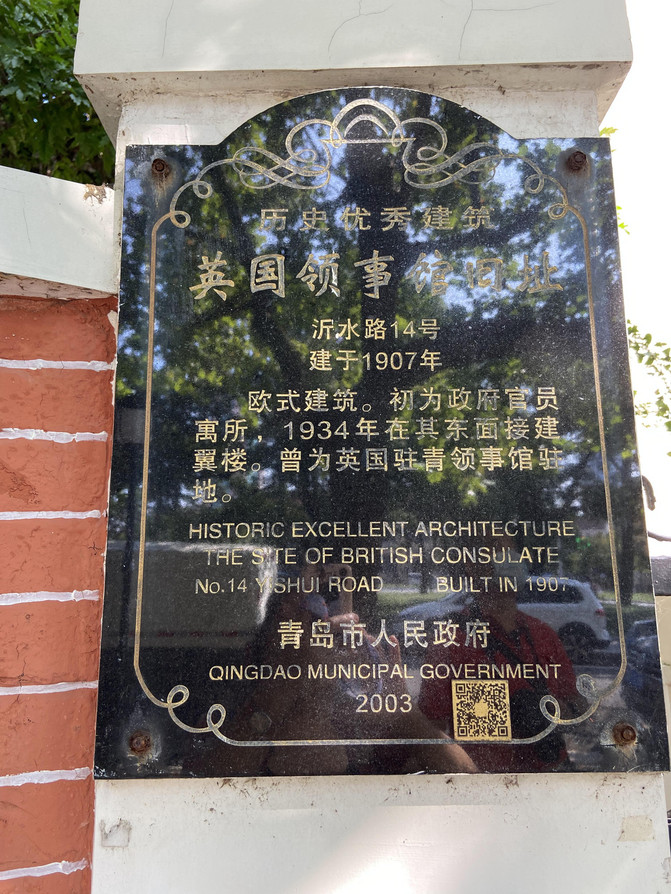 历史优秀建筑
英国领事馆旧址
沂水路14号
建于1907年
欧式建筑。初为政府官员
寓所，1934年在其东面接建
翼楼。曾为英国驻青领事馆驻
地。
HISTORIC EXCELLENT ARCHITECTURE
THE SITE OF BRITISH CONSULATE
No.14 YISHUI ROAD BUILT IN 1907
青岛市人民政府
QINGDAO MUNICIPAL GOVERNMENT
2003